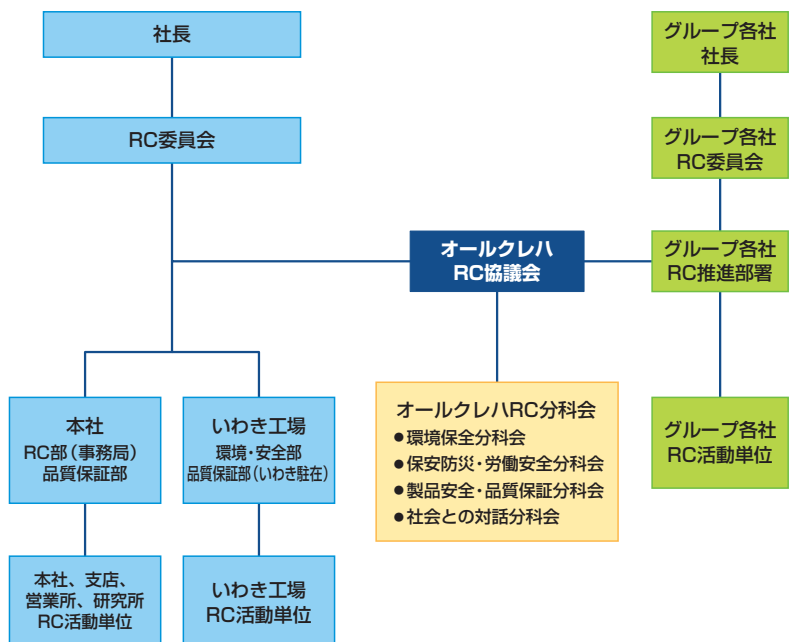 社長
グループ各社
社長
RC委員会
グループ各社
RC委員会
オールクレハ
RC協議会
グループ各社
RC推進部署
本社
RC部(事務局)
品質保証部
いわき工場
環境・安全部
品質保証部(いわき駐在)
オールクレハRC分科会
●環境保全分科会
●保安防災・労働安全分科会
●製品安全・品質保証分科会
●社会との対話分科会
グループ各社
RC活動単位
本社、支店、
営業所、研究所
RC活動単位
いわき工場
RC活動単位